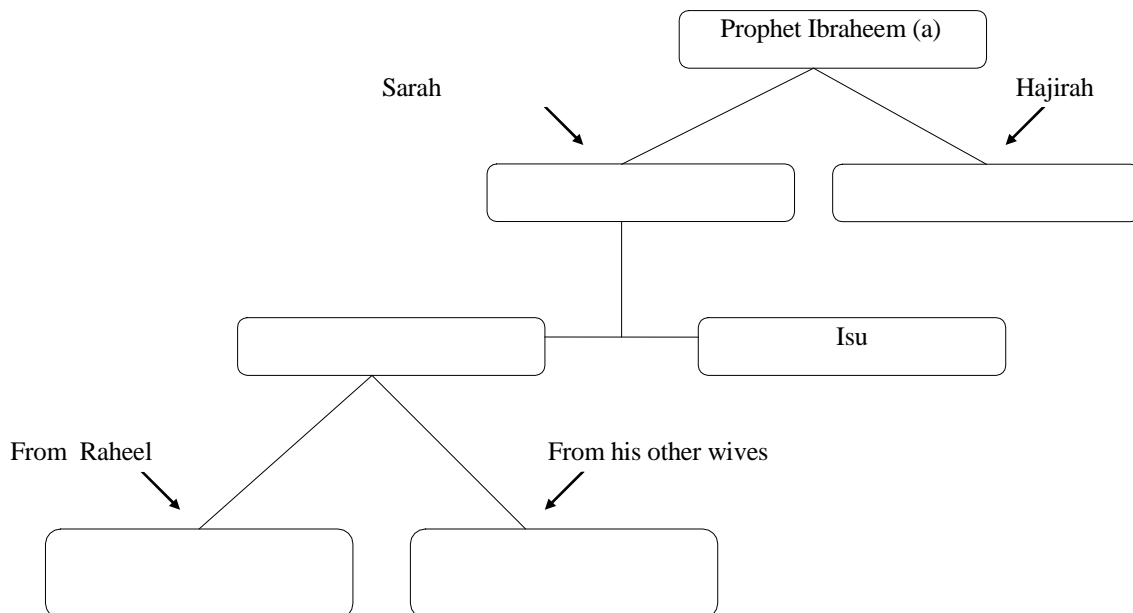 Prophet Ibraheem (a)
Sarah
Hajirah
Isu
From Raheel
From his other wives